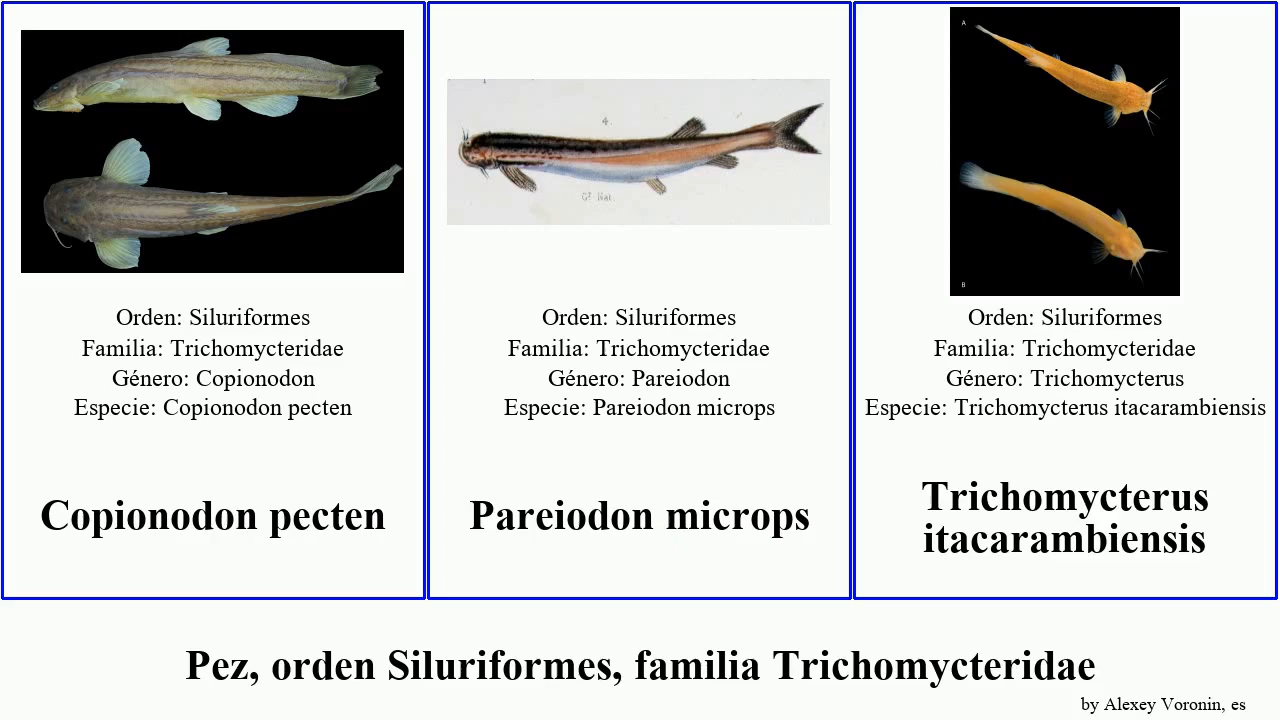 4.
Gᵈ. Nat.
A
B
Orden: Siluriformes
Familia: Trichomycteridae
Género: Copionodon
Especie: Copionodon pecten
Copionodon pecten
Orden: Siluriformes
Familia: Trichomycteridae
Género: Pareiodon
Especie: Pareiodon microps
Pareiodon microps
Orden: Siluriformes
Familia: Trichomycteridae
Género: Trichomycterus
Especie: Trichomycterus itacarambiensis
Trichomycterus
itacarambiensis
Pez, orden Siluriformes, familia Trichomycteridae
by Alexey Voronin, es